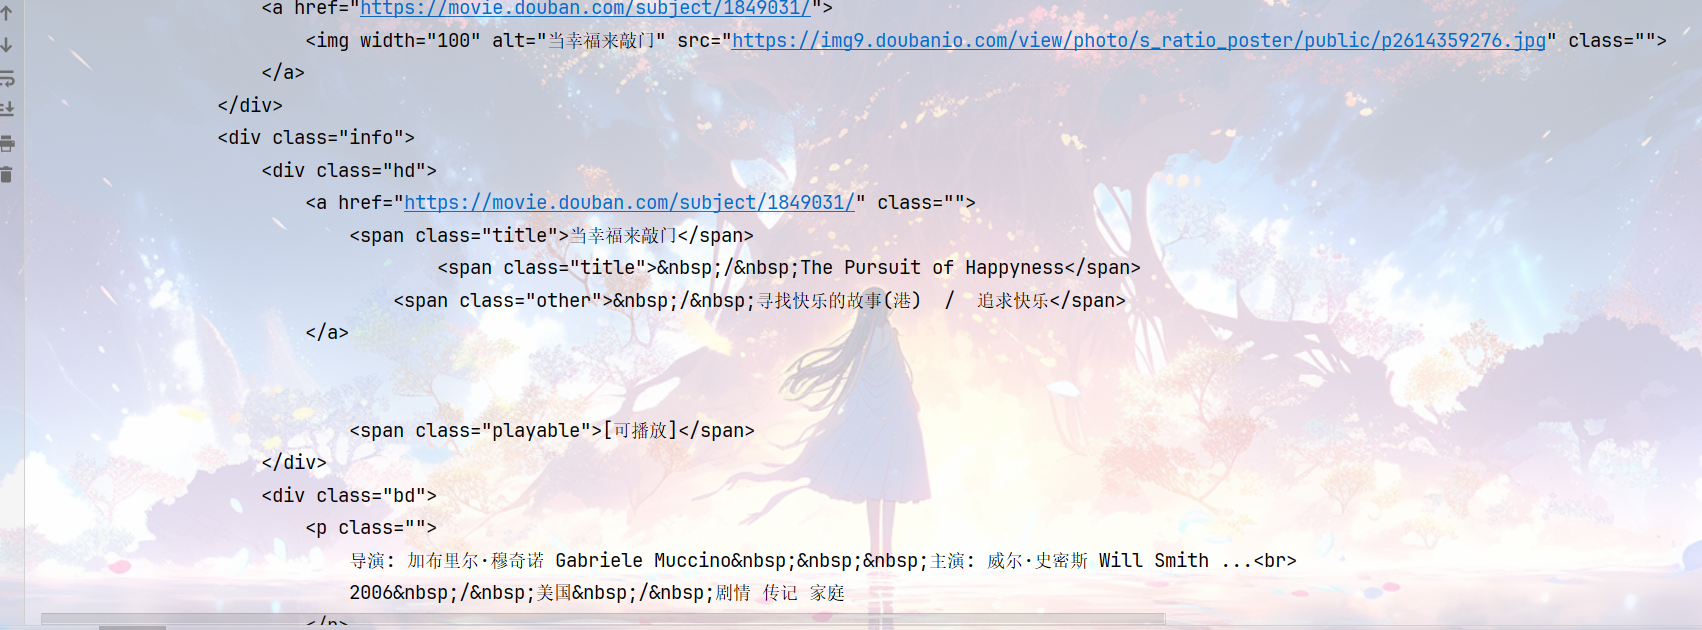 <a href="https://movie.douban.com/subject/1849031/">
<img width="100" alt="当幸福来敲门" src="https://img9.doubanio.com/view/photo/s_ratio_poster/public/p2614359276.jpg" class="">
</a>
</div>
<div class="info">
<div class="hd">
<a href="https://movie.douban.com/subject/1849031/" class="">
<span class="title">当幸福来敲门</span>
<span class="title">&nbsp;/&nbsp;The Pursuit of Happyness</span>
<span class="other">&nbsp;/&nbsp;寻找快乐的故事(港)  /  追求快乐</span>
</a>
<span class="playable">[可播放]</span>
</div>
<div class="bd">
<p class="">
导演: 加布里尔·穆奇诺 Gabriele Muccino&nbsp;&nbsp;&nbsp;主演: 威尔·史密斯 Will Smith ...<br>
2006&nbsp;/&nbsp;美国&nbsp;/&nbsp;剧情 传记 家庭
</p>